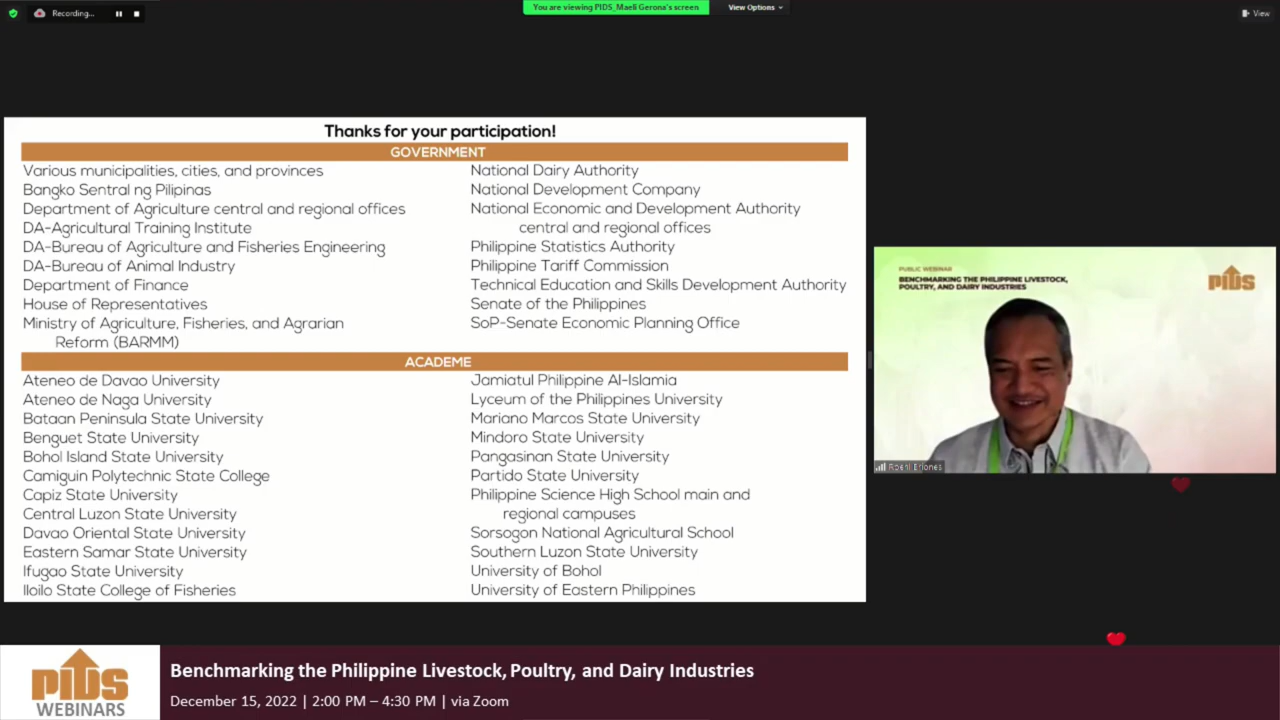 Recording...
You are viewing PIDS_Maeli Gerona's screen
View Options
View
Thanks for your participation!
GOVERNMENT
Various municipalities, cities, and provinces
Bangko Sentral ng Pilipinas
Department of Agriculture central and regional offices
DA-Agricultural Training Institute
DA-Bureau of Agriculture and Fisheries Engineering
DA-Bureau of Animal Industry
Department of Finance
House of Representatives
Ministry of Agriculture, Fisheries, and Agrarian
Reform (BARMM)
National Dairy Authority
National Development Company
National Economic and Development Authority
central and regional offices
Philippine Statistics Authority
Philippine Tariff Commission
Technical Education and Skills Development Authority
Senate of the Philippines
SoP-Senate Economic Planning Office
ACADEME
Ateneo de Davao University
Ateneo de Naga University
Bataan Peninsula State University
Benguet State University
Bohol Island State University
Camiguin Polytechnic State College
Capiz State University
Central Luzon State University
Davao Oriental State University
Eastern Samar State University
Ifugao State University
Iloilo State College of Fisheries
Jamiatul Philippine Al-Islamia
Lyceum of the Philippines University
Mariano Marcos State University
Mindoro State University
Pangasinan State University
Partido State University
Philippine Science High School main and
regional campuses
Sorsogon National Agricultural School
Southern Luzon State University
University of Bohol
University of Eastern Philippines
PUBLIC WEBINAR
BENCHMARKING THE PHILIPPINE LIVESTOCK,
POULTRY, AND DAIRY INDUSTRIES
PIDS
Roehl Briones
PIDS
WEBINARS
Benchmarking the Philippine Livestock, Poultry, and Dairy Industries
December 15, 2022 | 2:00 PM – 4:30 PM | via Zoom